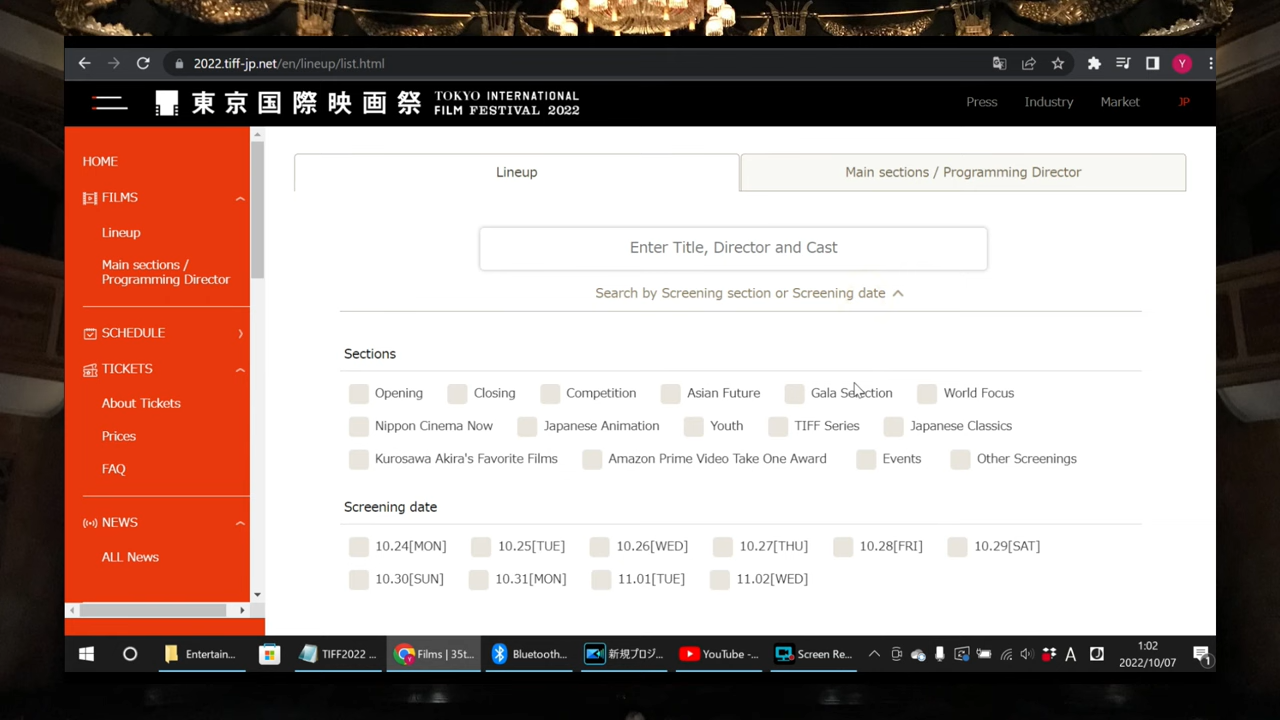 2022.tiff-jp.net/en/lineup/list.html
Y
東京国際映画祭 TOKYO INTERNATIONAL FILM FESTIVAL 2022
Press Industry Market JP
HOME
FILMS
Lineup
Main sections /
Programming Director
SCHEDULE
TICKETS
About Tickets
Prices
FAQ
NEWS
ALL News
Lineup Main sections / Programming Director
Enter Title, Director and Cast
Search by Screening section or Screening date
Sections
Opening Closing Competition Asian Future Gala Selection World Focus
Nippon Cinema Now Japanese Animation Youth TIFF Series Japanese Classics
Kurosawa Akira's Favorite Films Amazon Prime Video Take One Award Events Other Screenings
Screening date
10.24[MON] 10.25[TUE] 10.26[WED] 10.27[THU] 10.28[FRI] 10.29[SAT]
10.30[SUN] 10.31[MON] 11.01[TUE] 11.02[WED]
Entertain... TIFF2022 ... Films | 35t... Bluetooth... 新規プロジ... YouTube -... Screen Re... A 1:02
2022/10/07 1